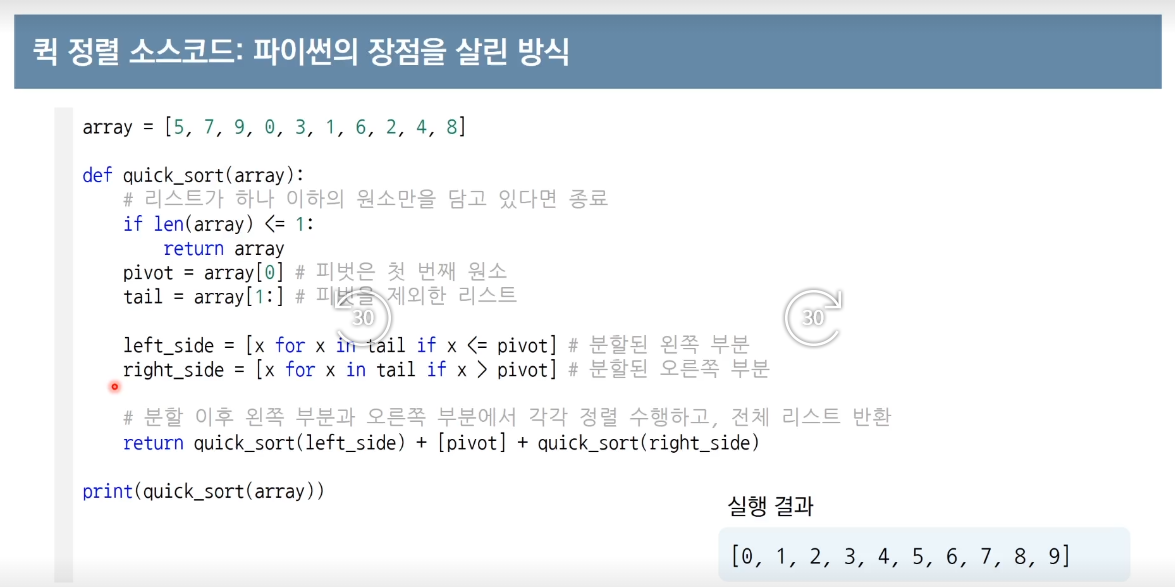 퀵 정렬 소스코드: 파이썬의 장점을 살린 방식
array = [5, 7, 9, 0, 3, 1, 6, 2, 4, 8]
def quick_sort(array):
# 리스트가 하나 이하의 원소만을 담고 있다면 종료
if len(array) <= 1:
return array
pivot = array[0] # 피벗은 첫 번째 원소
tail = array[1:] # 피벗을 제외한 리스트
30
30
left_side = [x for x in tail if x <= pivot] # 분할된 왼쪽 부분
right_side = [x for x in tail if x > pivot] # 분할된 오른쪽 부분
# 분할 이후 왼쪽 부분과 오른쪽 부분에서 각각 정렬 수행하고, 전체 리스트 반환
return quick_sort(left_side) + [pivot] + quick_sort(right_side)
print(quick_sort(array))
실행 결과
[0, 1, 2, 3, 4, 5, 6, 7, 8, 9]